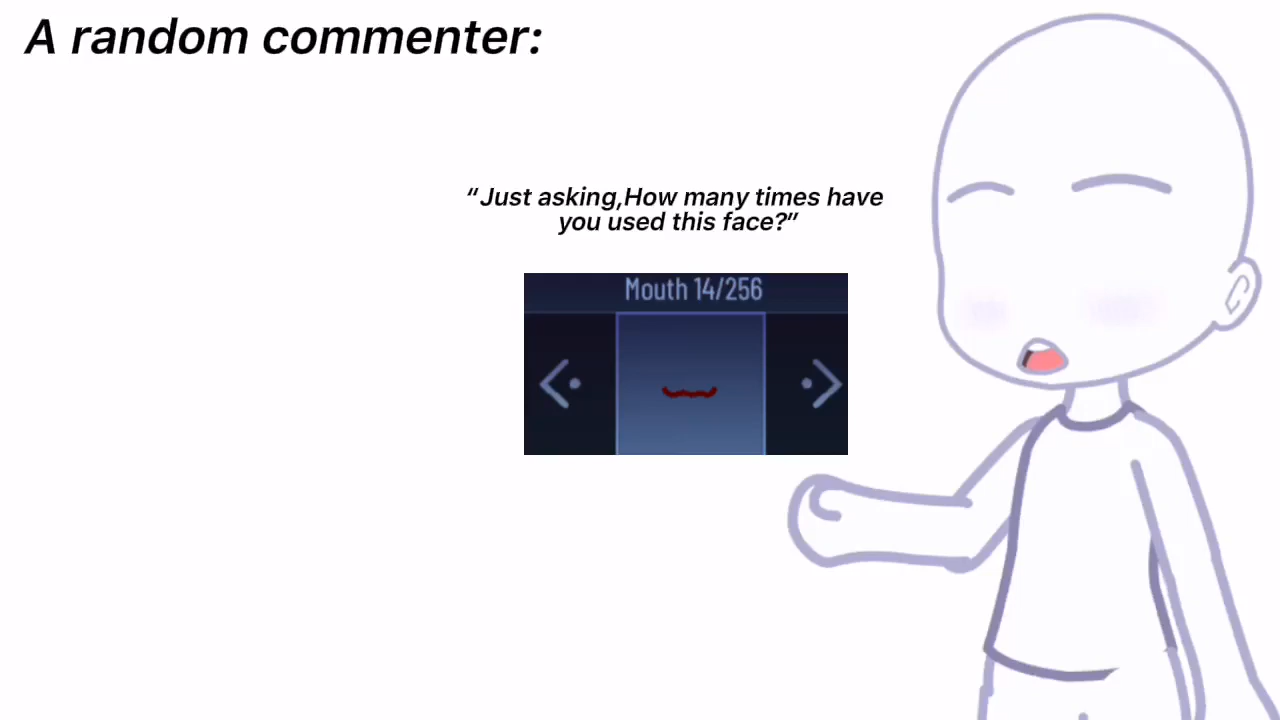 A random commenter:
“Just asking,How many times have
you used this face?”
Mouth 14/256